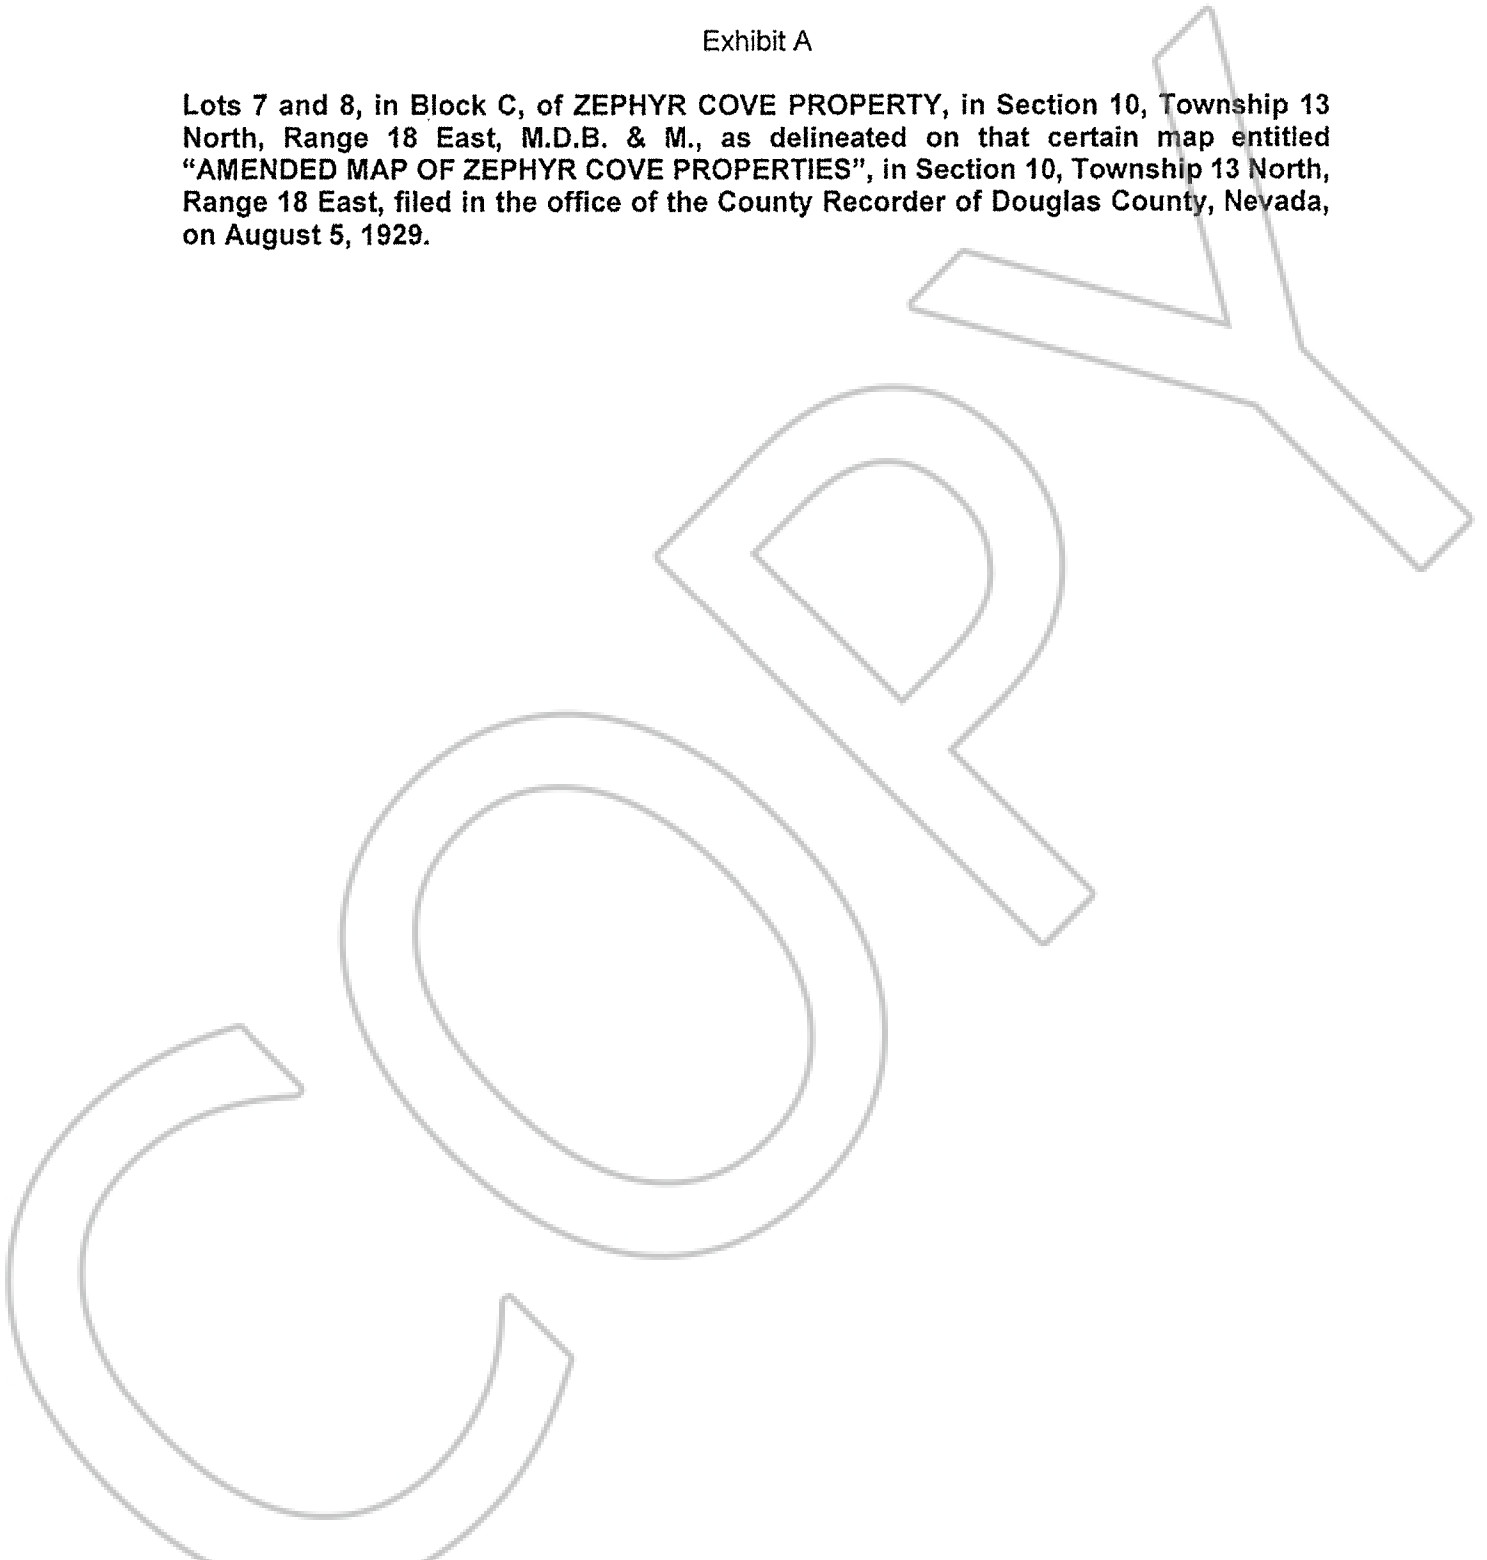 Exhibit A
Lots 7 and 8, in Block C, of ZEPHYR COVE PROPERTY, in Section 10, Township 13
North, Range 18 East, M.D.B. & M., as delineated on that certain map entitled
“AMENDED MAP OF ZEPHYR COVE PROPERTIES”, in Section 10, Township 13 North,
Range 18 East, filed in the office of the County Recorder of Douglas County, Nevada,
on August 5, 1929.
COPY